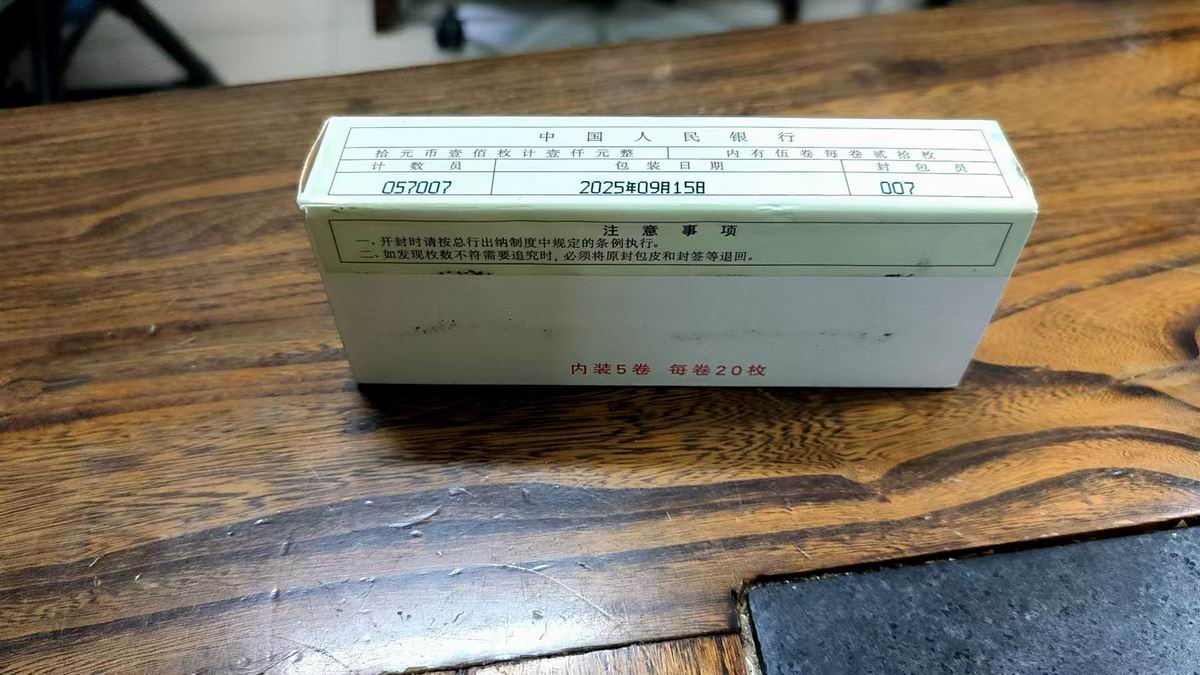 中国人民银行
拾元币壹佰枚计壹仟元整 内有伍卷每卷贰拾枚
计数员 包装日期 封包员
057007 2025年09月15日 007
注意事项
一、开封时请按总行出纳制度中规定的条例执行。
二、如发现枚数不符需要追究时,必须将原封包皮和封签等退回。
内装5卷 每卷20枚